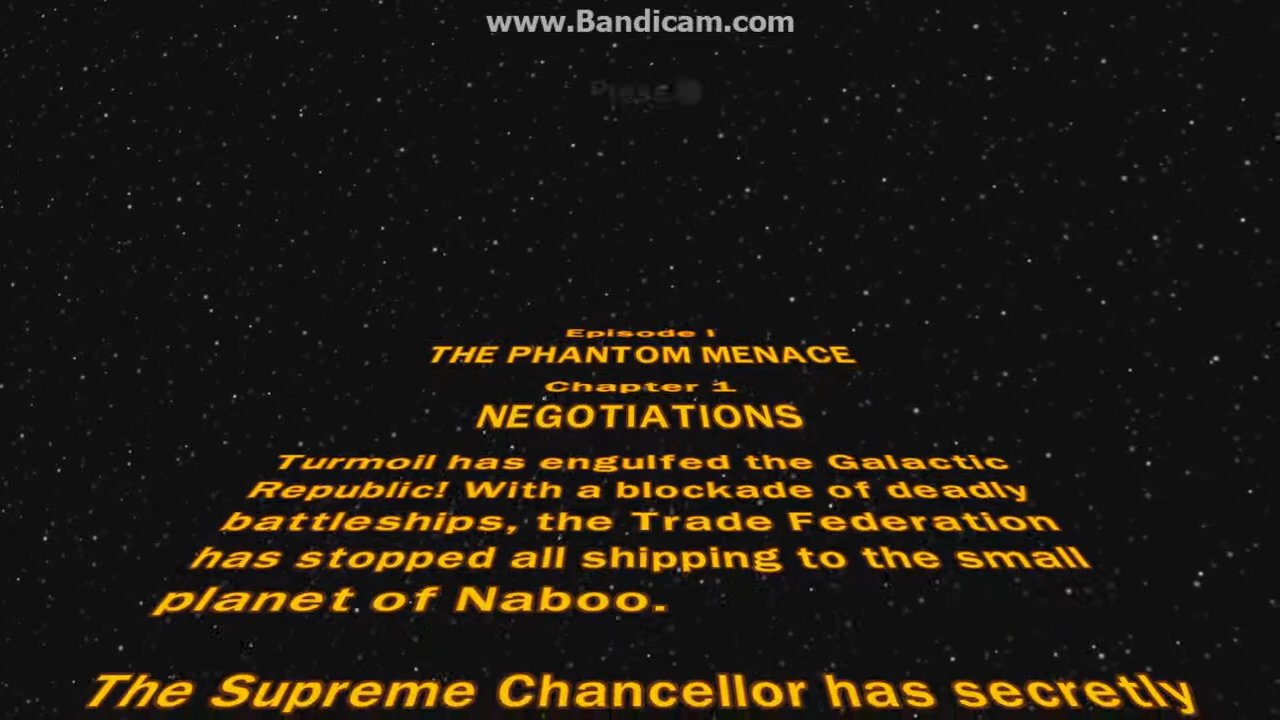 www.Bandicam.com
Press
Episode I
THE PHANTOM MENACE
Chapter 1
NEGOTIATIONS
Turmoil has engulfed the Galactic
Republic! With a blockade of deadly
battleships, the Trade Federation
has stopped all shipping to the small
planet of Naboo.
The Supreme Chancellor has secretly